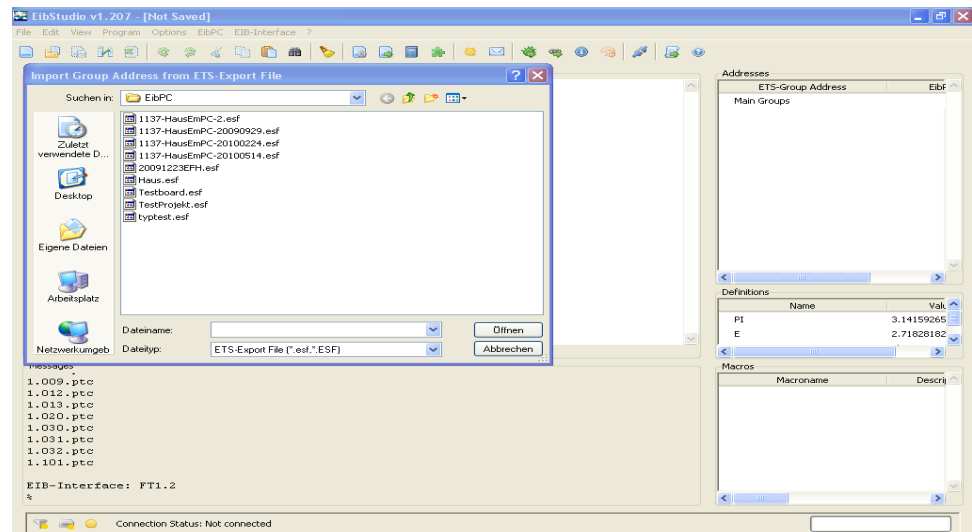 EibStudio v1.207 - [Not Saved]
File Edit View Program Options EibPC EIB-Interface ?
Import Group Address from ETS-Export File
Suchen in: EibPC
Zuletzt verwendete D...
Desktop
Eigene Dateien
Arbeitsplatz
Netzwerkumgeb
1137-HausEmPC-2.esf
1137-HausEmPC-20090929.esf
1137-HausEmPC-20100224.esf
1137-HausEmPC-20100514.esf
20091223EFH.esf
Haus.esf
Testboard.esf
TestProjekt.esf
typtest.esf
Dateiname: Öffnen
Dateityp: ETS-Export File (*.esf,*.ESF) Abbrechen
Addresses
ETS-Group Address EibF
Main Groups
Definitions
Name Valu
PI 3.14159265
E 2.71828182
Macros
Macroname Descri
Messages
1.009.ptc
1.012.ptc
1.013.ptc
1.020.ptc
1.030.ptc
1.031.ptc
1.032.ptc
1.101.ptc
EIB-Interface: FT1.2
%
Connection Status: Not connected